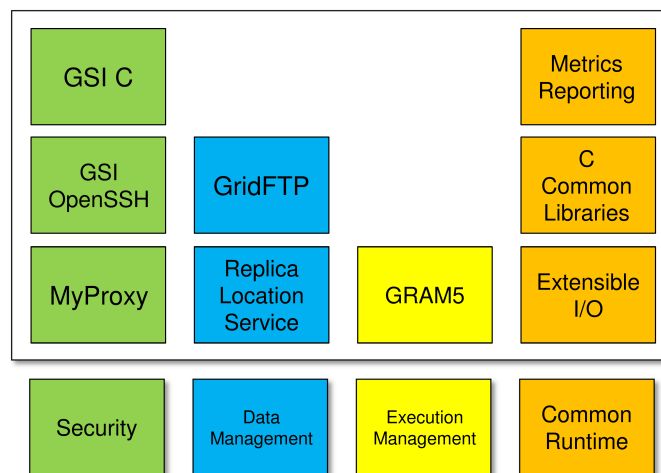 GSI C
Metrics
Reporting
GSI
OpenSSH
GridFTP
C
Common
Libraries
MyProxy
Replica
Location
Service
GRAM5
Extensible
I/O
Security
Data
Management
Execution
Management
Common
Runtime